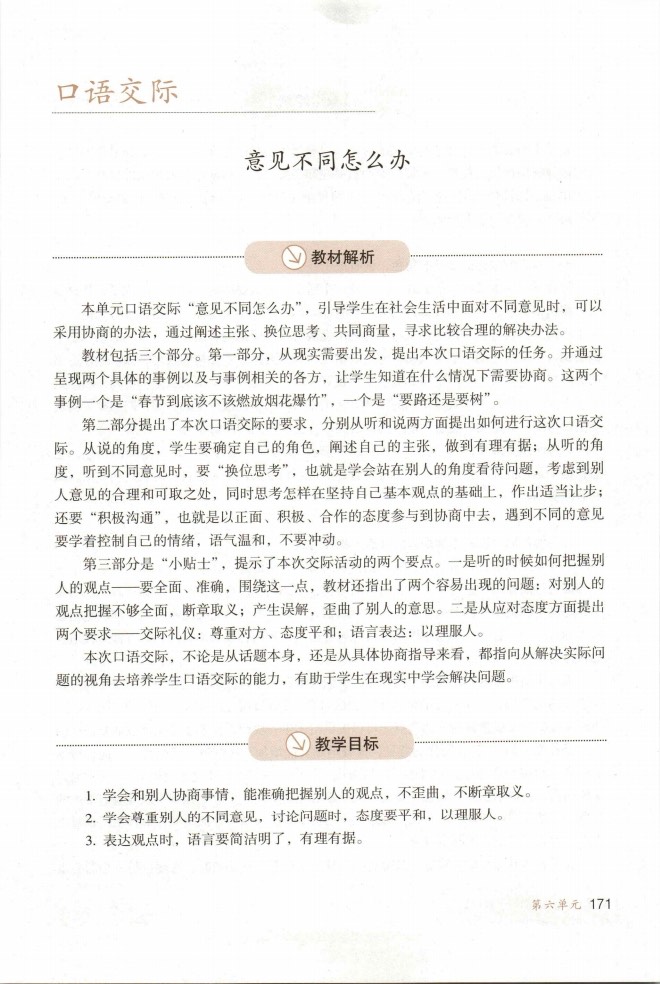 口语交际
意见不同怎么办
教材解析
本单元口语交际“意见不同怎么办”，引导学生在社会生活中面对不同意见时，可以
采用协商的办法，通过阐述主张、换位思考、共同商量，寻求比较合理的解决办法。
教材包括三个部分。第一部分，从现实需要出发，提出本次口语交际的任务。并通过
呈现两个具体的事例以及与事例相关的各方，让学生知道在什么情况下需要协商。这两个
事例一个是“春节到底该不该燃放烟花爆竹”，一个是“要路还是要树”。
第二部分提出了本次口语交际的要求，分别从听和说两方面提出如何进行这次口语交
际。从说的角度，学生要确定自己的角色，阐述自己的主张，做到有理有据；从听的角
度，听到不同意见时，要“换位思考”，也就是学会站在别人的角度看待问题，考虑到别
人意见的合理和可取之处，同时思考怎样在坚持自己基本观点的基础上，作出适当让步；
还要“积极沟通”，也就是以正面、积极、合作的态度参与到协商中去，遇到不同的意见
要学着控制自己的情绪，语气温和，不要冲动。
第三部分是“小贴士”，提示了本次交际活动的两个要点。一是听的时候如何把握别
人的观点——要全面、准确，围绕这一点，教材还指出了两个容易出现的问题：对别人的
观点把握不够全面，断章取义；产生误解，歪曲了别人的意思。二是从应对态度方面提出
两个要求——交际礼仪：尊重对方、态度平和；语言表达：以理服人。
本次口语交际，不论是从话题本身，还是从具体协商指导来看，都指向从解决实际问
题的视角去培养学生口语交际的能力，有助于学生在现实中学会解决问题。
教学目标
1. 学会和别人协商事情，能准确把握别人的观点，不歪曲，不断章取义。
2. 学会尊重别人的不同意见，讨论问题时，态度要平和，以理服人。
3. 表达观点时，语言要简洁明了，有理有据。
第六单元 171